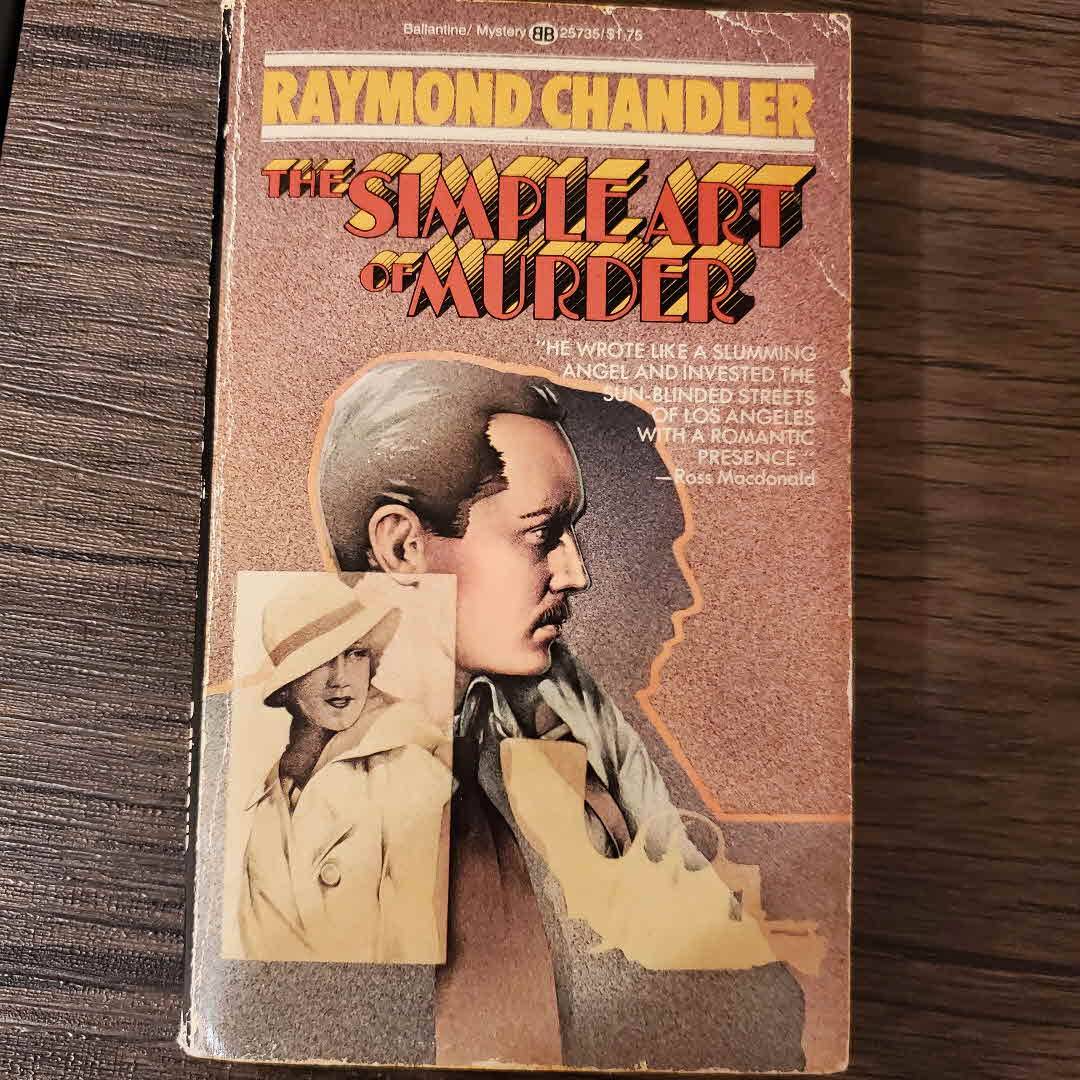 Ballantine/ Mystery BB 25735/$1.75
RAYMOND CHANDLER
THE SIMPLE ART
OF MURDER
"HE WROTE LIKE A SLUMMING
ANGEL AND INVESTED THE
SUN-BLINDED STREETS
OF LOS ANGELES
WITH A ROMANTIC
PRESENCE."
—Ross Macdonald